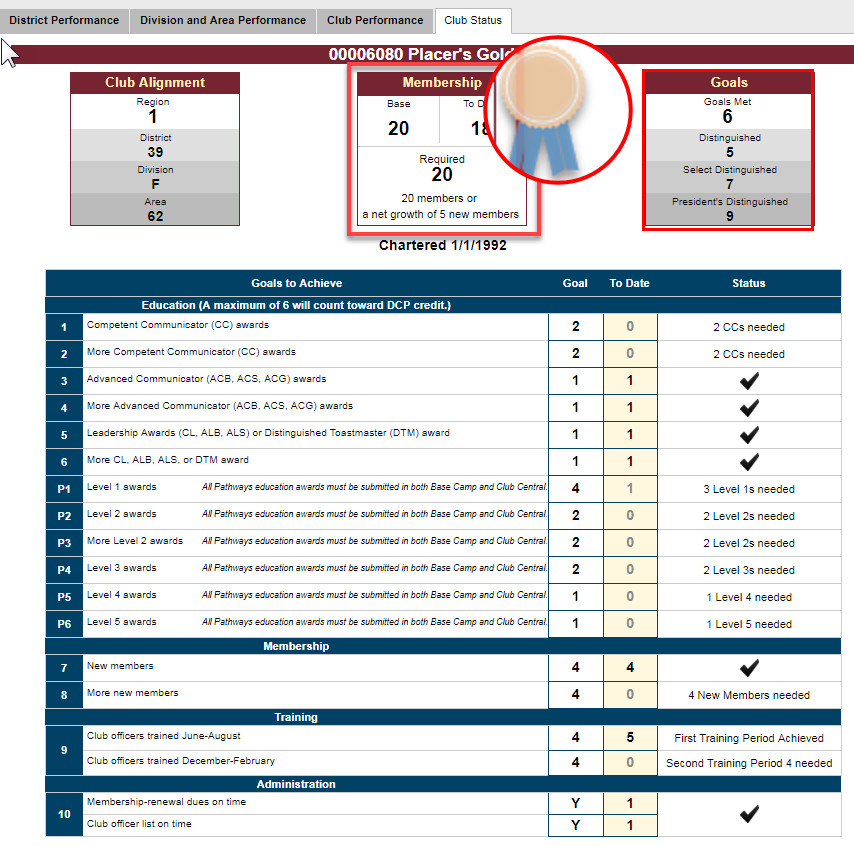 District Performance
Division and Area Performance
Club Performance
Club Status
00006080 Placer's Gold
Club Alignment
Region
1
District
39
Division
F
Area
62
Membership
Base To D
20 18
Required
20
20 members or
a net growth of 5 new members
Goals
Goals Met
6
Distinguished
5
Select Distinguished
7
President's Distinguished
9
Chartered 1/1/1992
Goals to Achieve Goal To Date Status
Education (A maximum of 6 will count toward DCP credit.)
1 Competent Communicator (CC) awards 2 0 2 CCs needed
2 More Competent Communicator (CC) awards 2 0 2 CCs needed
3 Advanced Communicator (ACB, ACS, ACG) awards 1 1
4 More Advanced Communicator (ACB, ACS, ACG) awards 1 1
5 Leadership Awards (CL, ALB, ALS) or Distinguished Toastmaster (DTM) award 1 1
6 More CL, ALB, ALS, or DTM award 1 1
P1 Level 1 awards All Pathways education awards must be submitted in both Base Camp and Club Central. 4 1 3 Level 1s needed
P2 Level 2 awards All Pathways education awards must be submitted in both Base Camp and Club Central. 2 0 2 Level 2s needed
P3 More Level 2 awards All Pathways education awards must be submitted in both Base Camp and Club Central. 2 0 2 Level 2s needed
P4 Level 3 awards All Pathways education awards must be submitted in both Base Camp and Club Central. 2 0 2 Level 3s needed
P5 Level 4 awards All Pathways education awards must be submitted in both Base Camp and Club Central. 1 0 1 Level 4 needed
P6 Level 5 awards All Pathways education awards must be submitted in both Base Camp and Club Central. 1 0 1 Level 5 needed
Membership
7 New members 4 4
8 More new members 4 0 4 New Members needed
Training
9 Club officers trained June-August 4 5 First Training Period Achieved
Club officers trained December-February 4 0 Second Training Period 4 needed
Administration
10 Membership-renewal dues on time Y 1
Club officer list on time Y 1